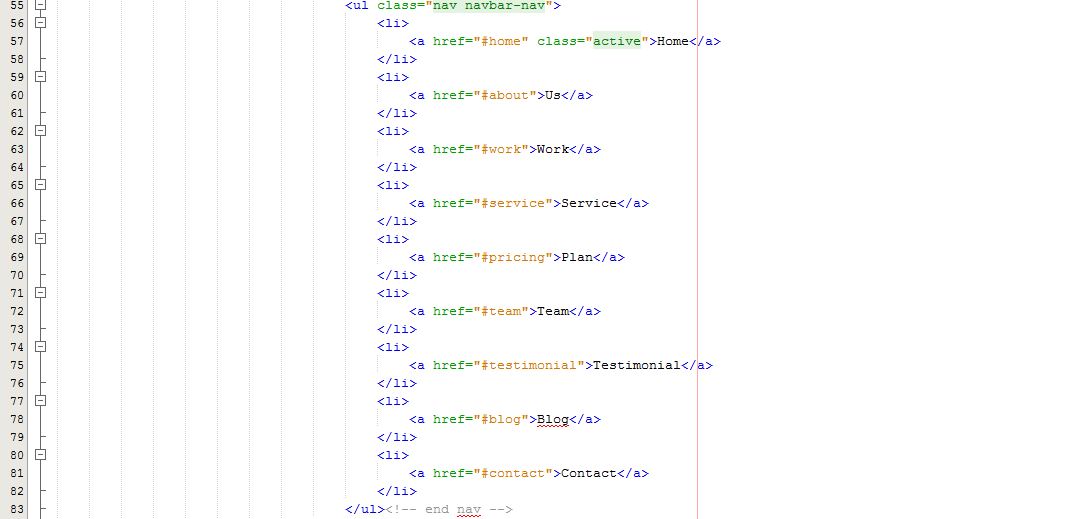 55 <ul class="nav navbar-nav">
56 <li>
57 <a href="#home" class="active">Home</a>
58 </li>
59 <li>
60 <a href="#about">Us</a>
61 </li>
62 <li>
63 <a href="#work">Work</a>
64 </li>
65 <li>
66 <a href="#service">Service</a>
67 </li>
68 <li>
69 <a href="#pricing">Plan</a>
70 </li>
71 <li>
72 <a href="#team">Team</a>
73 </li>
74 <li>
75 <a href="#testimonial">Testimonial</a>
76 </li>
77 <li>
78 <a href="#blog">Blog</a>
79 </li>
80 <li>
81 <a href="#contact">Contact</a>
82 </li>
83 </ul><!-- end nav -->